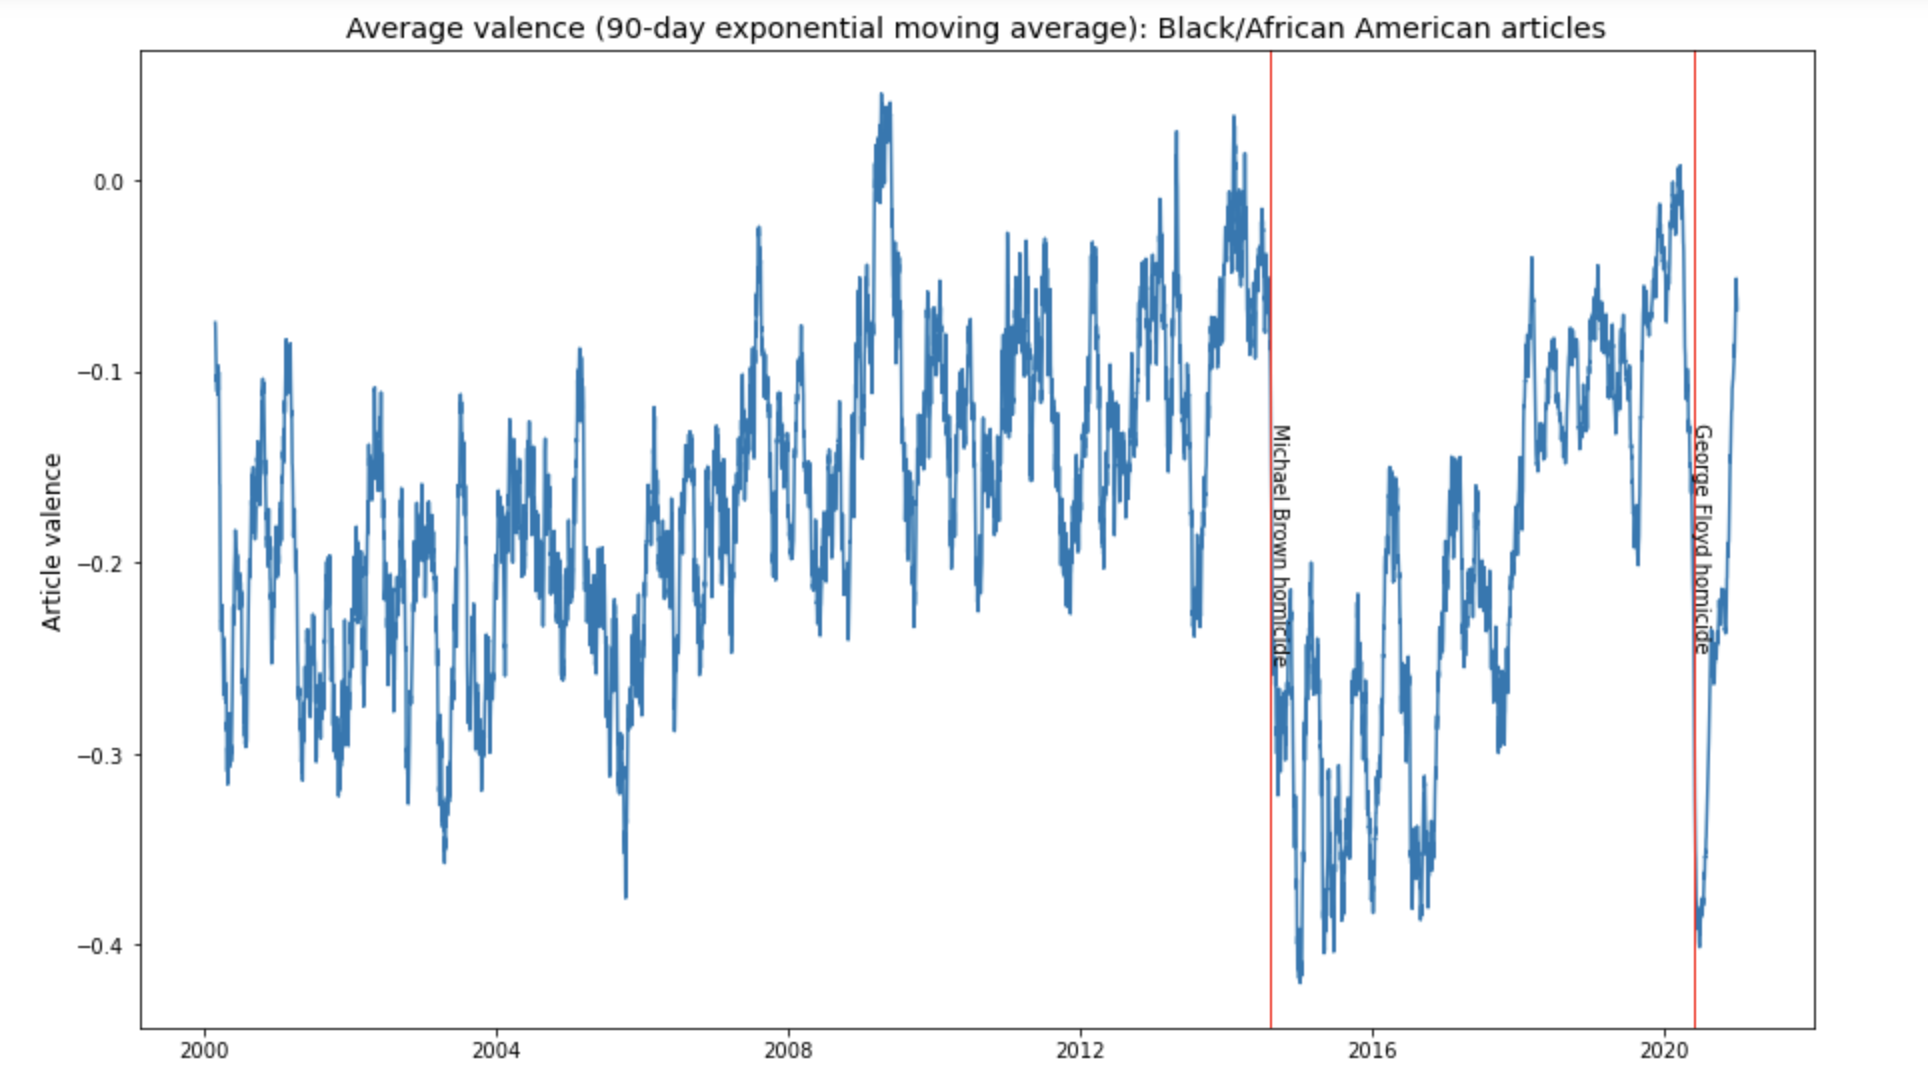 Average valence (90-day exponential moving average): Black/African American articles
Article valence
0.0
−0.1
−0.2
−0.3
−0.4
Michael Brown homicide
George Floyd homicide
2000
2004
2008
2012
2016
2020